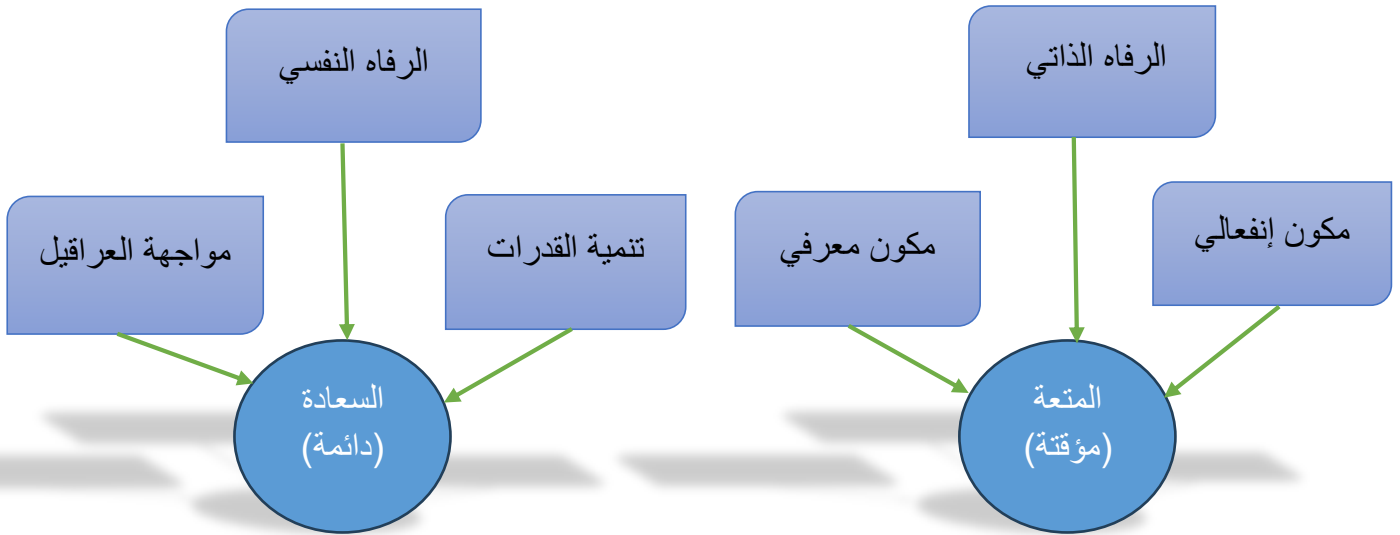 الرفاه الذاتي
مكون إنفعالي
مكون معرفي
المتعة
(مؤقتة)
الرفاه النفسي
تنمية القدرات
مواجهة العراقيل
السعادة
(دائمة)